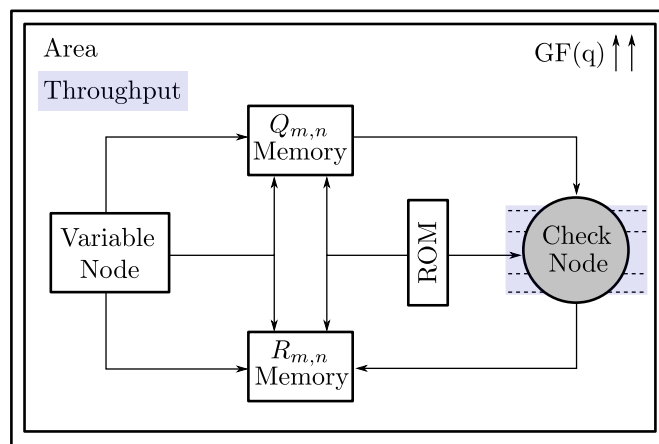 Area
GF(q)
Throughput
Q_{m,n}
Memory
Variable
Node
ROM
Check
Node
R_{m,n}
Memory